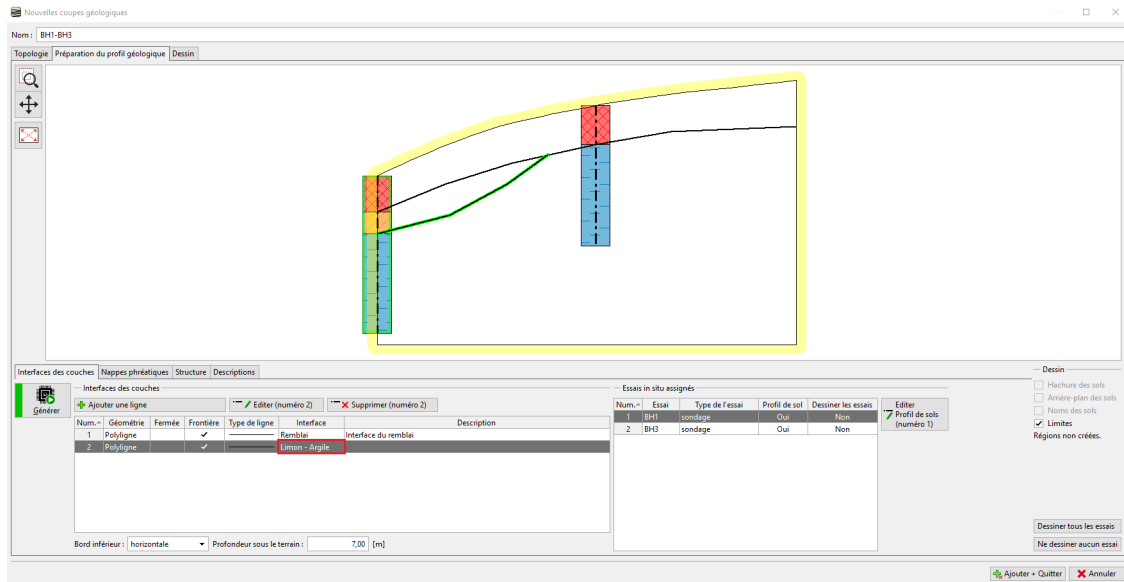 Nouvelles coupes géologiques
Nom : BH1-BH3
Topologie Préparation du profil géologique Dessin
Interfaces des couches Nappes phréatiques Structure Descriptions
Générer
Interfaces des couches
Ajouter une ligne Editer (numéro 2) Supprimer (numéro 2)
Num. Géométrie Fermée Frontière Type de ligne Interface Description
1 Polyligne Remblai Interface du remblai
2 Polyligne Limon - Argile
Bord inférieur : horizontale Profondeur sous le terrain : 7,00 [m]
Essais in situ assignés
Num. Essai Type de l'essai Profil de sol Dessiner les essais
1 BH1 sondage Oui Non
2 BH3 sondage Oui Non
Editer
Profil de sols
(numéro 1)
Dessin
Hachure des sols
Arrière-plan des sols
Noms des sols
Limites
Régions non créées.
Dessiner tous les essais
Ne dessiner aucun essai
Ajouter + Quitter Annuler